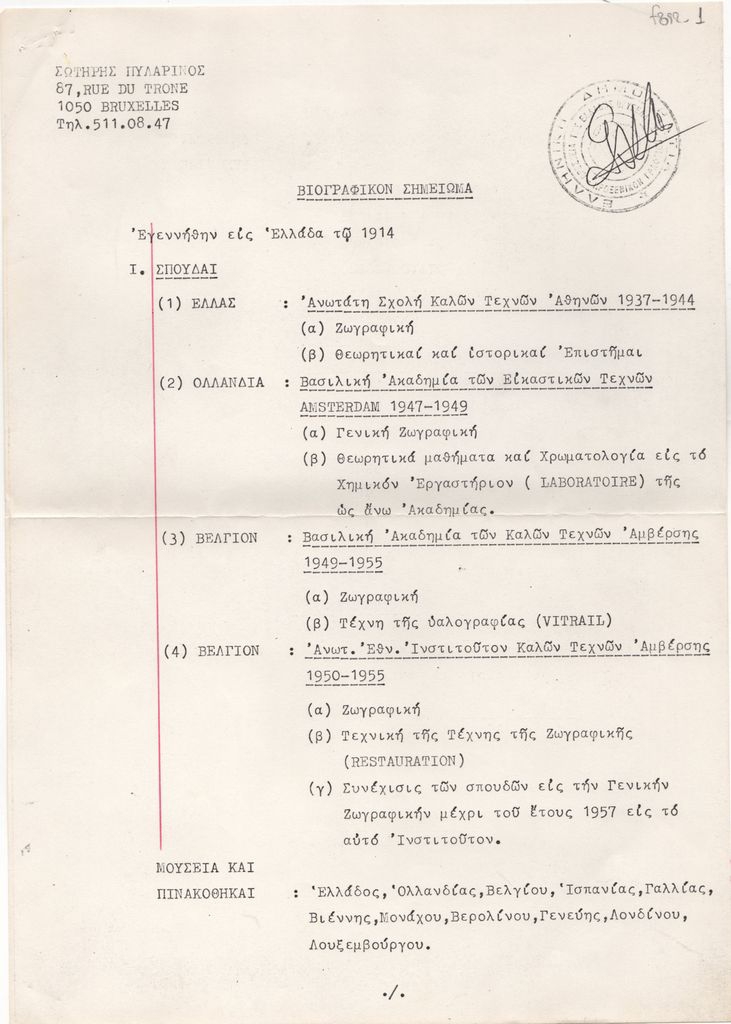 1
ΣΩΤΗΡΗΣ ΠΥΛΑΡΙΝΟΣ
87,RUE DU TRONE
1050 BRUXELLES
Τηλ.511.08.47
ΒΙΟΓΡΑΦΙΚΟΝ ΣΗΜΕΙΩΜΑ
Ἐγεννήθην εἰς Ἑλλάδα τῷ 1914
I. ΣΠΟΥΔΑΙ
(1) ΕΛΛΑΣ : Ἀνωτάτη Σχολή Καλῶν Τεχνῶν Ἀθηνῶν 1937-1944
(α) Ζωγραφική
(β) Θεωρητικαί καί ἱστορικαί Ἐπιστῆμαι
(2) ΟΛΛΑΝΔΙΑ : Βασιλική Ἀκαδημία τῶν Εἰκαστικῶν Τεχνῶν
AMSTERDAM 1947-1949
(α) Γενική Ζωγραφική
(β) Θεωρητικά μαθήματα καί Χρωματολογία εἰς τό
Χημικόν Ἐργαστήριον ( LABORATOIRE) τῆς
ὡς ἄνω Ἀκαδημίας.
(3) ΒΕΛΓΙΟΝ : Βασιλική Ἀκαδημία τῶν Καλῶν Τεχνῶν Ἀμβέρσης
1949-1955
(α) Ζωγραφική
(β) Τέχνη τῆς ὑαλογραφίας (VITRAIL)
(4) ΒΕΛΓΙΟΝ : Ἀνωτ.Ἐθν.Ἰνστιτοῦτον Καλῶν Τεχνῶν Ἀμβέρσης
1950-1955
(α) Ζωγραφική
(β) Τεχνική τῆς Τέχνης τῆς Ζωγραφικῆς
(RESTAURATION)
(γ) Συνέχισις τῶν σπουδῶν εἰς τήν Γενικήν
Ζωγραφικήν μέχρι τοῦ ἔτους 1957 εἰς τό
αὐτό Ἰνστιτοῦτον.
ΜΟΥΣΕΙΑ ΚΑΙ
ΠΙΝΑΚΟΘΗΚΑΙ : Ἑλλάδος,Ὁλλανδίας,Βελγίου,Ἱσπανίας,Γαλλίας,
Βιέννης,Μονάχου,Βερολίνου,Γενεύης,Λονδίνου,
Λουξεμβούργου.
./.